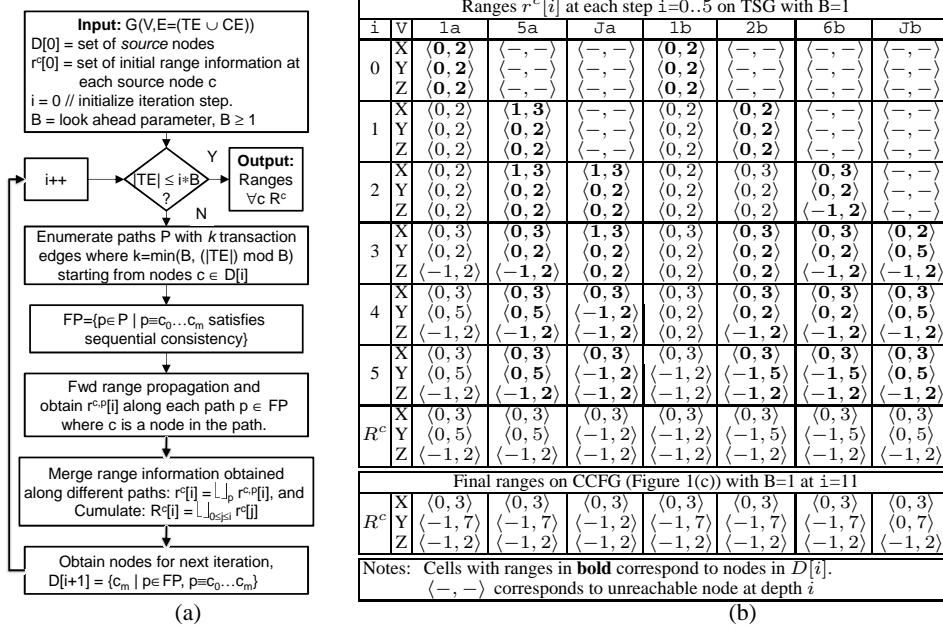 Input: G(V,E=(TE ∪ CE))
D[0] = set of source nodes
r^c[0] = set of initial range information at
each source node c
i = 0 // initialize iteration step.
B = look ahead parameter, B ≥ 1
i++
|TE| ≤ i*B
?
Y
N
Output:
Ranges
∀c R^c
Enumerate paths P with k transaction
edges where k=min(B, (|TE|) mod B)
starting from nodes c ∈ D[i]
FP={p∈P | p≡c₀…cₘ satisfies
sequential consistency}
Fwd range propagation and
obtain r^{c,p}[i] along each path p ∈ FP
where c is a node in the path.
Merge range information obtained
along different paths: r^c[i] = ⊔_p r^{c,p}[i], and
Cumulate: R^c[i] = ⊔_{0≤j≤i} r^c[j]
Obtain nodes for next iteration,
D[i+1] = {cₘ | p∈FP, p≡c₀…cₘ}
(a)
Ranges r^c[i] at each step i=0..5 on TSG with B=1
i V 1a 5a Ja 1b 2b 6b Jb
0 X ⟨0, 2⟩ ⟨−, −⟩ ⟨−, −⟩ ⟨0, 2⟩ ⟨−, −⟩ ⟨−, −⟩ ⟨−, −⟩
Y ⟨0, 2⟩ ⟨−, −⟩ ⟨−, −⟩ ⟨0, 2⟩ ⟨−, −⟩ ⟨−, −⟩ ⟨−, −⟩
Z ⟨0, 2⟩ ⟨−, −⟩ ⟨−, −⟩ ⟨0, 2⟩ ⟨−, −⟩ ⟨−, −⟩ ⟨−, −⟩
1 X ⟨0, 2⟩ ⟨1, 3⟩ ⟨−, −⟩ ⟨0, 2⟩ ⟨0, 2⟩ ⟨−, −⟩ ⟨−, −⟩
Y ⟨0, 2⟩ ⟨0, 2⟩ ⟨−, −⟩ ⟨0, 2⟩ ⟨0, 2⟩ ⟨−, −⟩ ⟨−, −⟩
Z ⟨0, 2⟩ ⟨0, 2⟩ ⟨−, −⟩ ⟨0, 2⟩ ⟨0, 2⟩ ⟨−, −⟩ ⟨−, −⟩
2 X ⟨0, 2⟩ ⟨1, 3⟩ ⟨1, 3⟩ ⟨0, 2⟩ ⟨0, 3⟩ ⟨0, 3⟩ ⟨−, −⟩
Y ⟨0, 2⟩ ⟨0, 2⟩ ⟨0, 2⟩ ⟨0, 2⟩ ⟨0, 2⟩ ⟨0, 2⟩ ⟨−, −⟩
Z ⟨0, 2⟩ ⟨0, 2⟩ ⟨0, 2⟩ ⟨0, 2⟩ ⟨0, 2⟩ ⟨−1, 2⟩ ⟨−, −⟩
3 X ⟨0, 3⟩ ⟨0, 3⟩ ⟨1, 3⟩ ⟨0, 3⟩ ⟨0, 3⟩ ⟨0, 3⟩ ⟨0, 2⟩
Y ⟨0, 2⟩ ⟨0, 2⟩ ⟨0, 2⟩ ⟨0, 2⟩ ⟨0, 2⟩ ⟨0, 2⟩ ⟨0, 5⟩
Z ⟨−1, 2⟩ ⟨−1, 2⟩ ⟨0, 2⟩ ⟨0, 2⟩ ⟨0, 2⟩ ⟨−1, 2⟩ ⟨−1, 2⟩
4 X ⟨0, 3⟩ ⟨0, 3⟩ ⟨0, 3⟩ ⟨0, 3⟩ ⟨0, 3⟩ ⟨0, 3⟩ ⟨0, 3⟩
Y ⟨0, 5⟩ ⟨0, 5⟩ ⟨−1, 2⟩ ⟨0, 2⟩ ⟨0, 2⟩ ⟨0, 2⟩ ⟨0, 5⟩
Z ⟨−1, 2⟩ ⟨−1, 2⟩ ⟨−1, 2⟩ ⟨0, 2⟩ ⟨−1, 2⟩ ⟨−1, 2⟩ ⟨−1, 2⟩
5 X ⟨0, 3⟩ ⟨0, 3⟩ ⟨0, 3⟩ ⟨0, 3⟩ ⟨0, 3⟩ ⟨0, 3⟩ ⟨0, 3⟩
Y ⟨0, 5⟩ ⟨0, 5⟩ ⟨−1, 2⟩ ⟨−1, 2⟩ ⟨−1, 5⟩ ⟨−1, 5⟩ ⟨0, 5⟩
Z ⟨−1, 2⟩ ⟨−1, 2⟩ ⟨−1, 2⟩ ⟨−1, 2⟩ ⟨−1, 2⟩ ⟨−1, 2⟩ ⟨−1, 2⟩
R^c X ⟨0, 3⟩ ⟨0, 3⟩ ⟨0, 3⟩ ⟨0, 3⟩ ⟨0, 3⟩ ⟨0, 3⟩ ⟨0, 3⟩
Y ⟨0, 5⟩ ⟨0, 5⟩ ⟨−1, 2⟩ ⟨−1, 2⟩ ⟨−1, 5⟩ ⟨−1, 5⟩ ⟨0, 5⟩
Z ⟨−1, 2⟩ ⟨−1, 2⟩ ⟨−1, 2⟩ ⟨−1, 2⟩ ⟨−1, 2⟩ ⟨−1, 2⟩ ⟨−1, 2⟩
Final ranges on CCFG (Figure 1(c)) with B=1 at i=11
R^c X ⟨0, 3⟩ ⟨0, 3⟩ ⟨0, 3⟩ ⟨0, 3⟩ ⟨0, 3⟩ ⟨0, 3⟩ ⟨0, 3⟩
Y ⟨−1, 7⟩ ⟨−1, 7⟩ ⟨−1, 2⟩ ⟨−1, 7⟩ ⟨−1, 7⟩ ⟨−1, 7⟩ ⟨0, 7⟩
Z ⟨−1, 2⟩ ⟨−1, 2⟩ ⟨−1, 2⟩ ⟨−1, 2⟩ ⟨−1, 2⟩ ⟨−1, 2⟩ ⟨−1, 2⟩
Notes: Cells with ranges in bold correspond to nodes in D[i].
⟨−, −⟩ corresponds to unreachable node at depth i
(b)